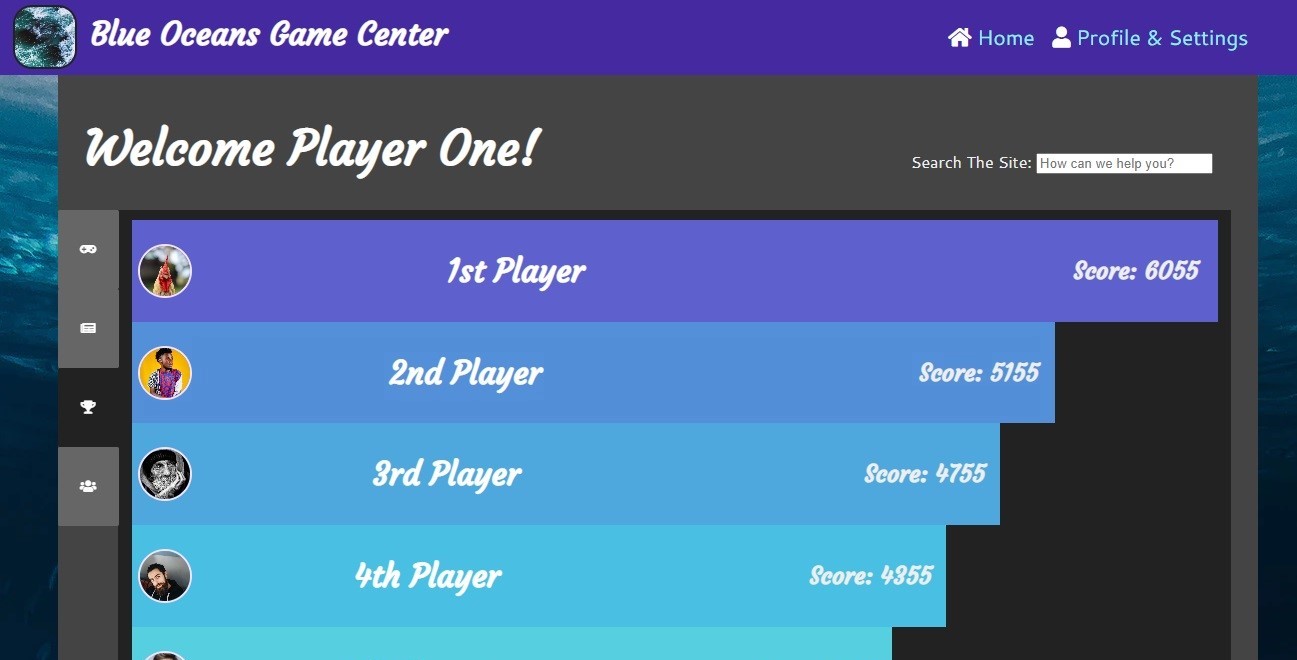 Blue Oceans Game Center
Home
Profile & Settings
Welcome Player One!
Search The Site: How can we help you?
1st Player
Score: 6055
2nd Player
Score: 5155
3rd Player
Score: 4755
4th Player
Score: 4355